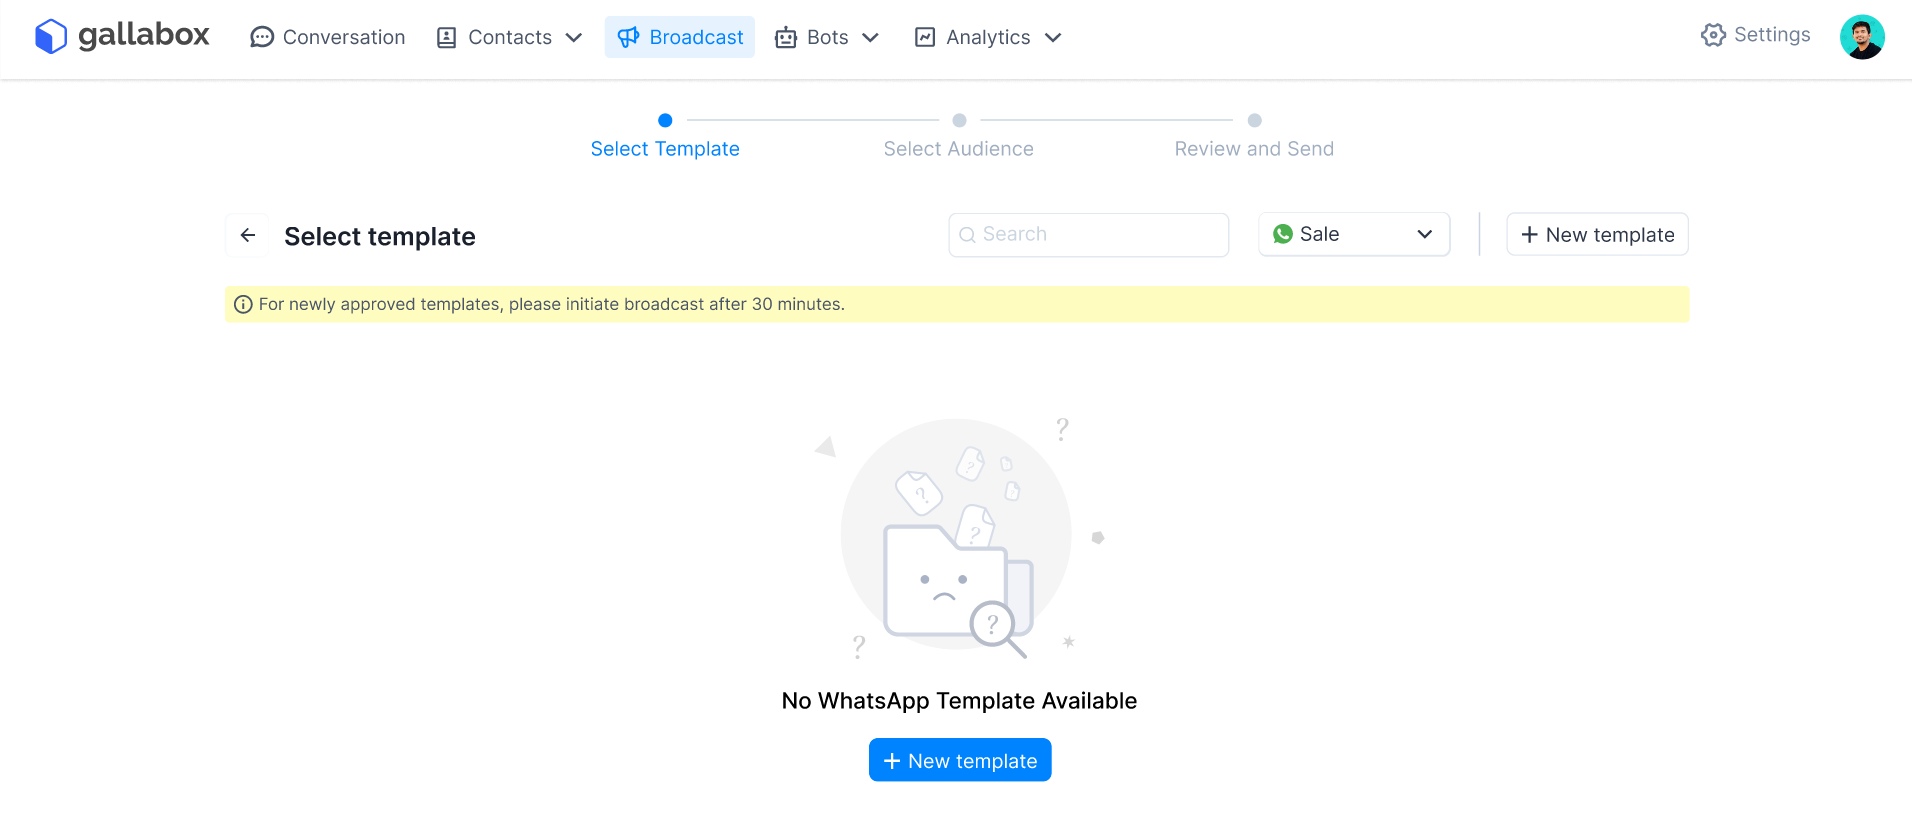 gallabox
Conversation
Contacts
Broadcast
Bots
Analytics
Settings
Select Template
Select Audience
Review and Send
Select template
Search
Sale
New template
For newly approved templates, please initiate broadcast after 30 minutes.
?
?
?
?
?
?
No WhatsApp Template Available
New template